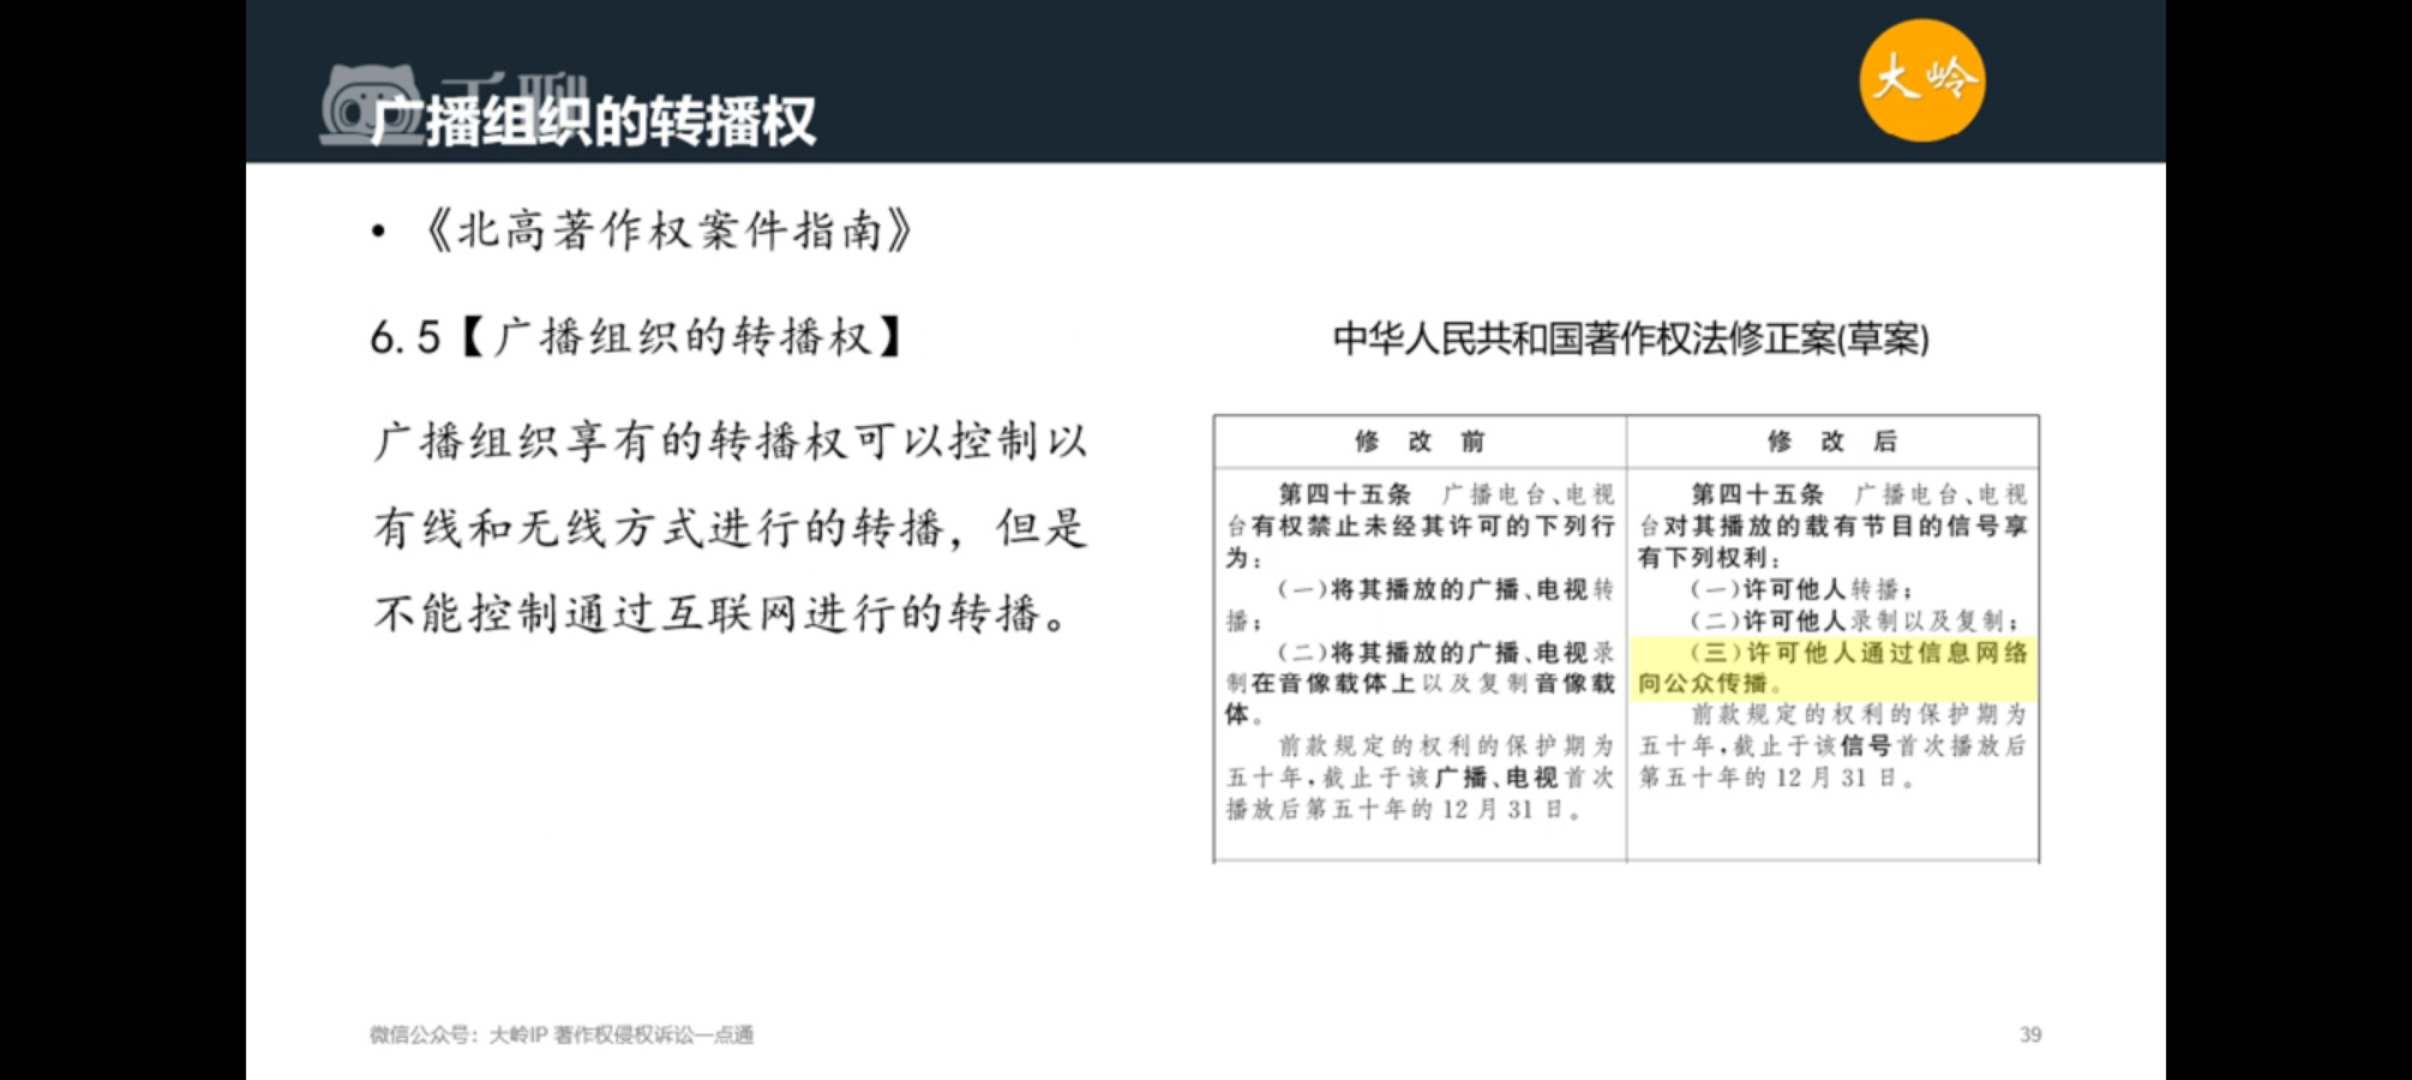 千聊
广播组织的转播权
大岭
• 《北高著作权案件指南》
6.5【广播组织的转播权】
广播组织享有的转播权可以控制以
有线和无线方式进行的转播，但是
不能控制通过互联网进行的转播。
中华人民共和国著作权法修正案(草案)
修 改 前
第四十五条 广播电台、电视
台有权禁止未经其许可的下列行
为：
（一）将其播放的广播、电视转
播；
（二）将其播放的广播、电视录
制在音像载体上以及复制音像载
体。
前款规定的权利的保护期为
五十年，截止于该广播、电视首次
播放后第五十年的 12 月 31 日。
修 改 后
第四十五条 广播电台、电视
台对其播放的载有节目的信号享
有下列权利：
（一）许可他人转播；
（二）许可他人录制以及复制；
（三）许可他人通过信息网络
向公众传播。
前款规定的权利的保护期为
五十年，截止于该信号首次播放后
第五十年的 12 月 31 日。
微信公众号：大岭IP 著作权侵权诉讼一点通
39